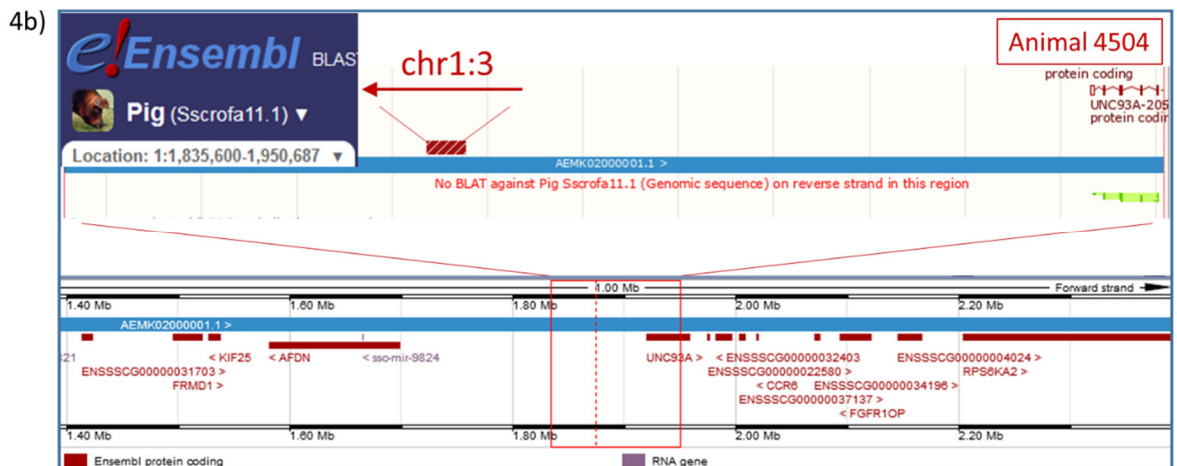 4b)
e!Ensembl BLAS
Animal 4504
chr1:3
protein coding
UNC93A-205
protein codir
Pig (Sscrofa11.1) ▼
Location: 1:1,835,600-1,950,687 ▼
AEMK02000001.1 >
No BLAT against Pig Sscrofa11.1 (Genomic sequence) on reverse strand in this region
1.00 Mb
Forward strand
1.40 Mb 1.60 Mb 1.80 Mb 2.00 Mb 2.20 Mb
AEMK02000001.1 >
321 < KIF25 < AFDN < sso-mir-9824 UNC93A > < ENSSSCG00000032403 ENSSSCG00000004024 >
ENSSSCG00000031703 > ENSSSCG00000022580 > RPS6KA2 >
FRMD1 > < CCR6 ENSSSCG00000034196 >
ENSSSCG00000037137 >
< FGFR1OP
1.40 Mb 1.60 Mb 1.80 Mb 2.00 Mb 2.20 Mb
Ensembl protein coding RNA gene